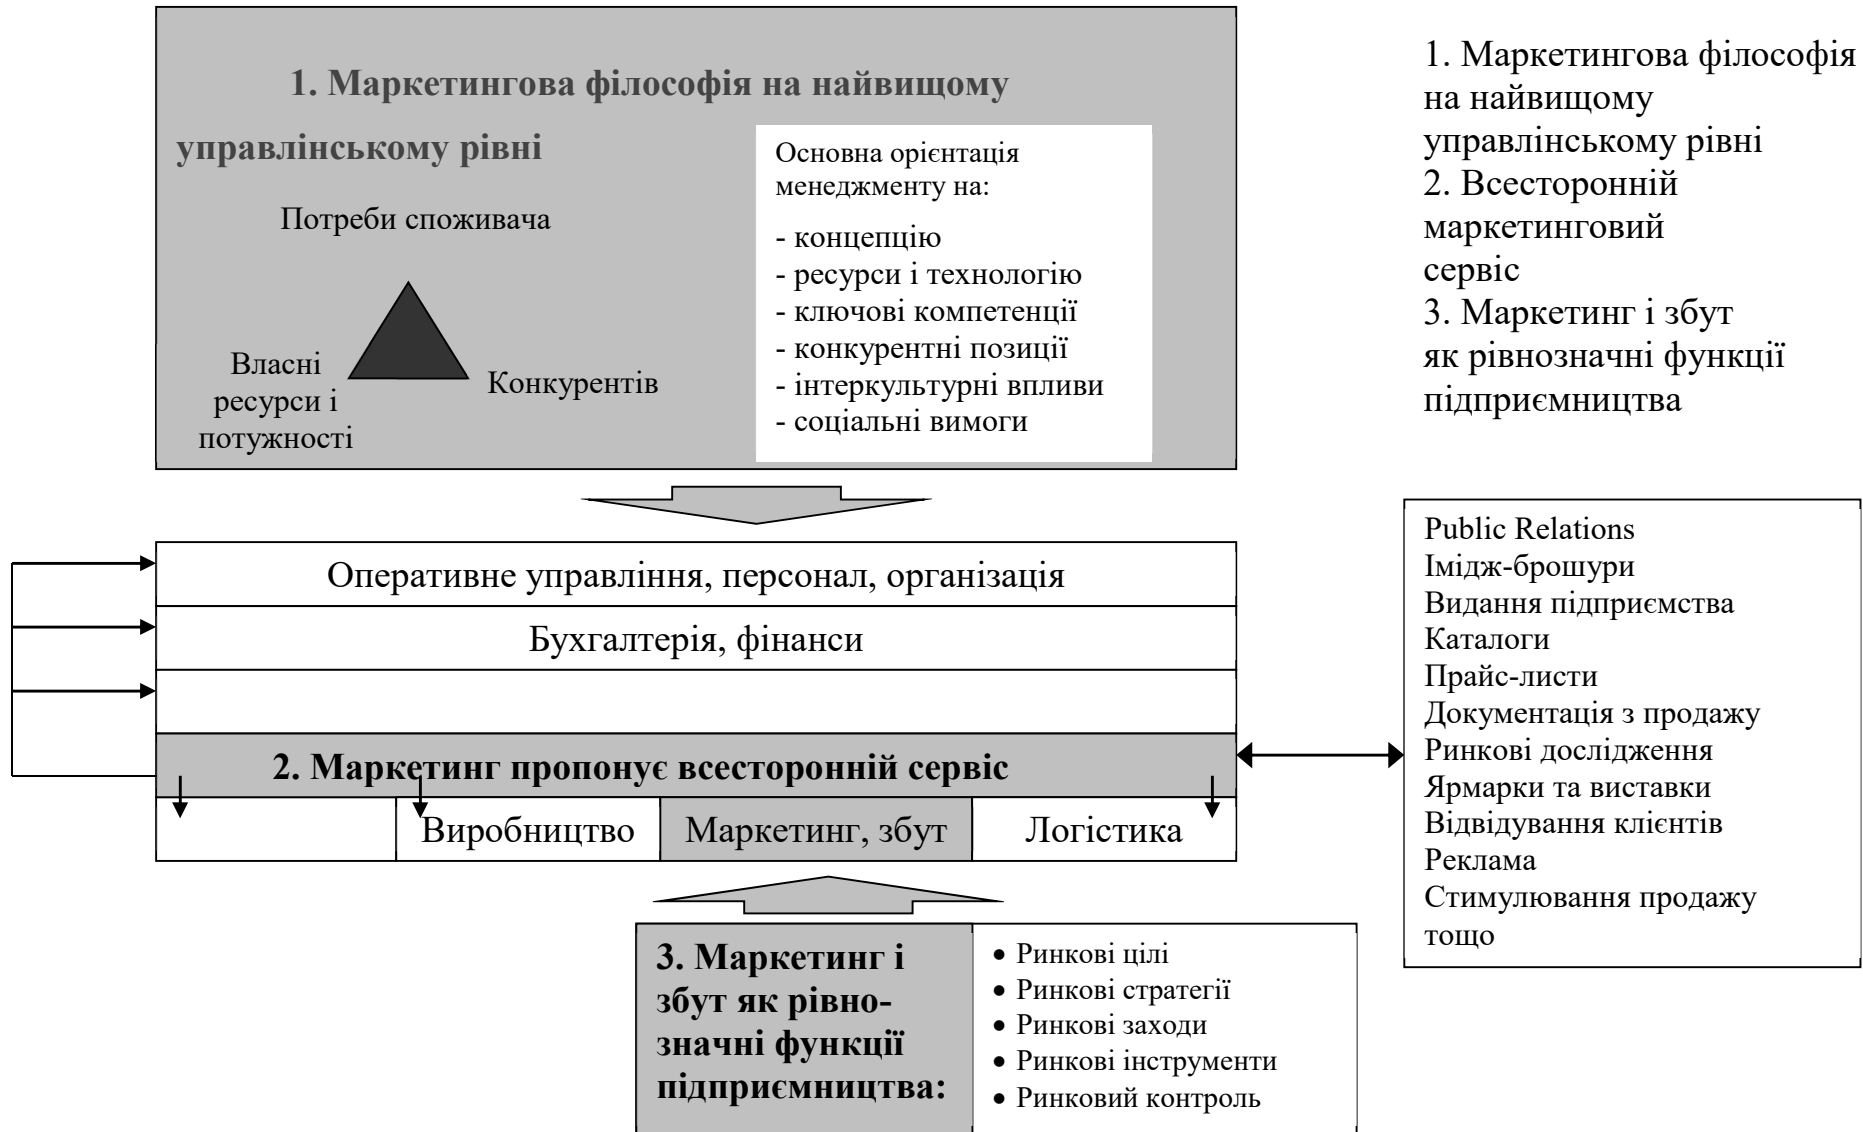 1. Маркетингова філософія на найвищому
управлінському рівні
Потреби споживача
Власні
ресурси і
потужності
Конкурентів
Основна орієнтація
менеджменту на:
- концепцію
- ресурси і технологію
- ключові компетенції
- конкурентні позиції
- інтеркультурні впливи
- соціальні вимоги
1. Маркетингова філософія
на найвищому
управлінському рівні
2. Всесторонній
маркетинговий
сервіс
3. Маркетинг і збут
як рівнозначні функції
підприємництва
Оперативне управління, персонал, організація
Бухгалтерія, фінанси
2. Маркетинг пропонує всесторонній сервіс
Виробництво
Маркетинг, збут
Логістика
Public Relations
Імідж-брошури
Видання підприємства
Каталоги
Прайс-листи
Документація з продажу
Ринкові дослідження
Ярмарки та виставки
Відвідування клієнтів
Реклама
Стимулювання продажу
тощо
3. Маркетинг і
збут як рівно-
значні функції
підприємництва:
• Ринкові цілі
• Ринкові стратегії
• Ринкові заходи
• Ринкові інструменти
• Ринковий контроль